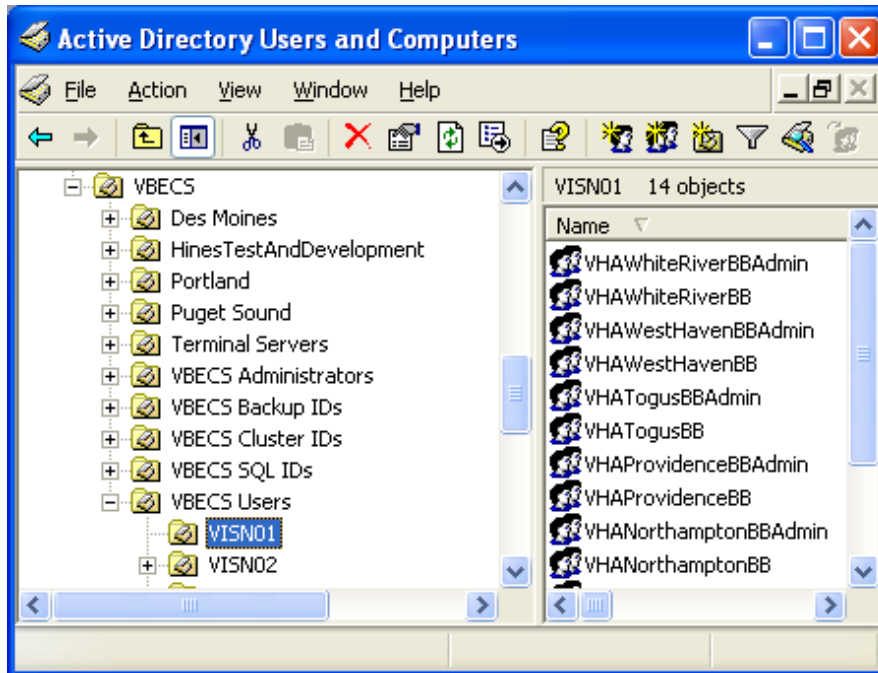 Active Directory Users and Computers
File Action View Window Help
VBECS
Des Moines
HinesTestAndDevelopment
Portland
Puget Sound
Terminal Servers
VBECS Administrators
VBECS Backup IDs
VBECS Cluster IDs
VBECS SQL IDs
VBECS Users
VISN01
VISN02
VISN01 14 objects
Name
VHAWhiteRiverBBAdmin
VHAWhiteRiverBB
VHAWestHavenBBAdmin
VHAWestHavenBB
VHATogusBBAdmin
VHATogusBB
VHAProvidenceBBAdmin
VHAProvidenceBB
VHANorthamptonBBAdmin
VHANorthamptonBB